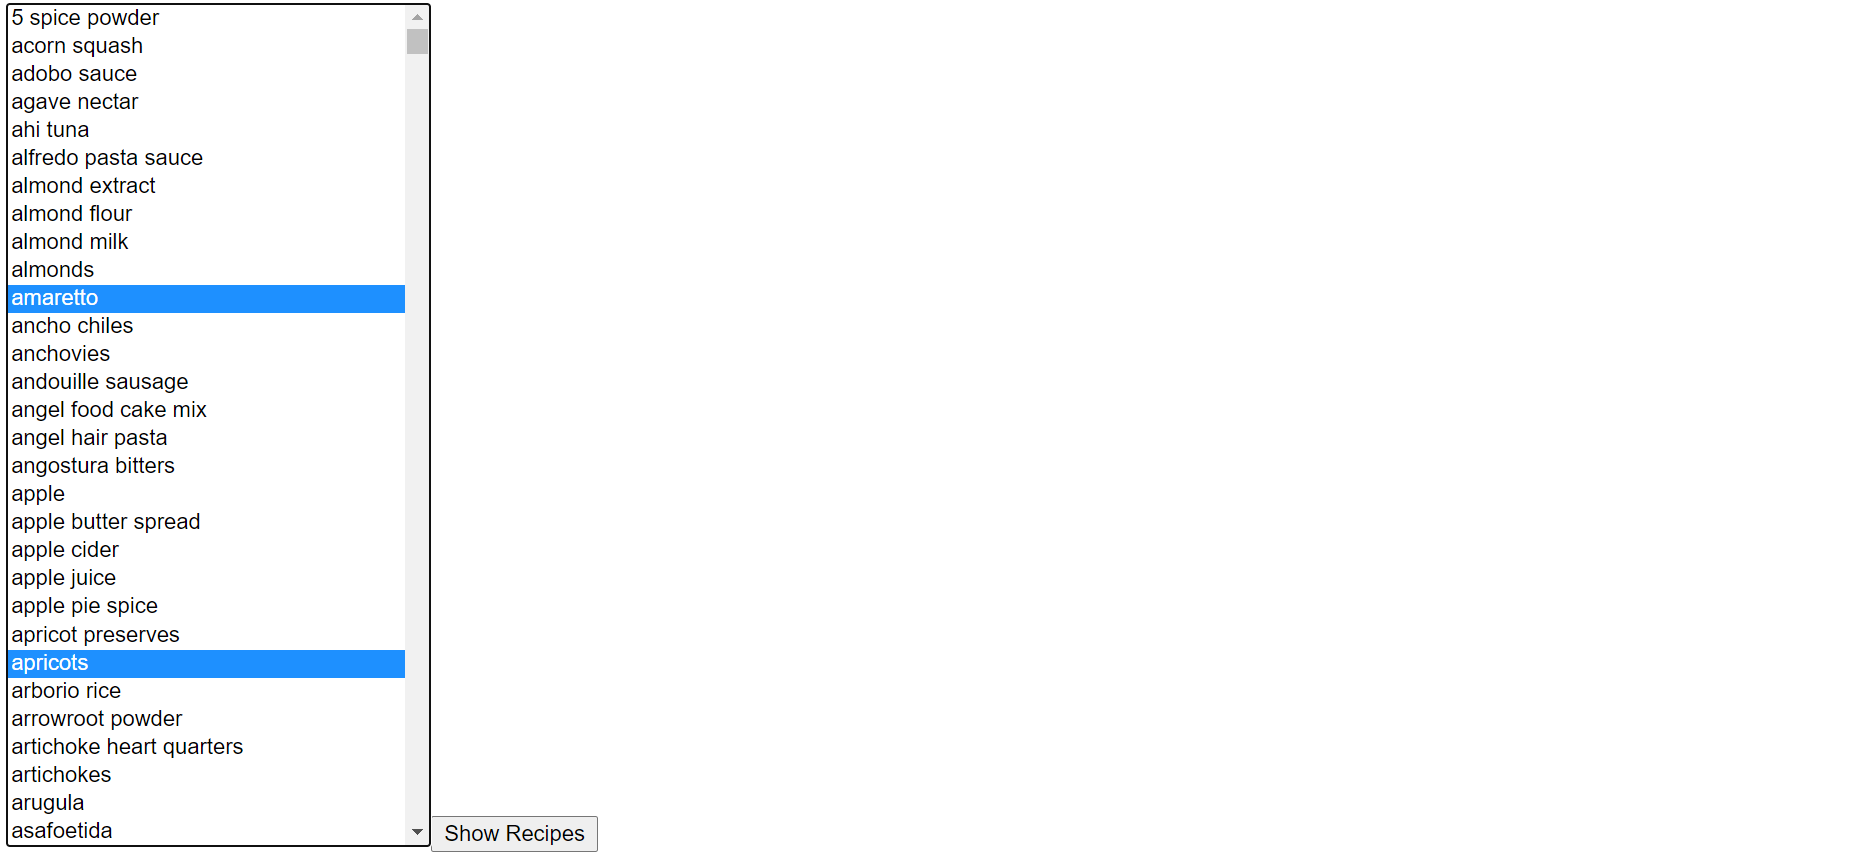 5 spice powder
acorn squash
adobo sauce
agave nectar
ahi tuna
alfredo pasta sauce
almond extract
almond flour
almond milk
almonds
amaretto
ancho chiles
anchovies
andouille sausage
angel food cake mix
angel hair pasta
angostura bitters
apple
apple butter spread
apple cider
apple juice
apple pie spice
apricot preserves
apricots
arborio rice
arrowroot powder
artichoke heart quarters
artichokes
arugula
asafoetida
Show Recipes